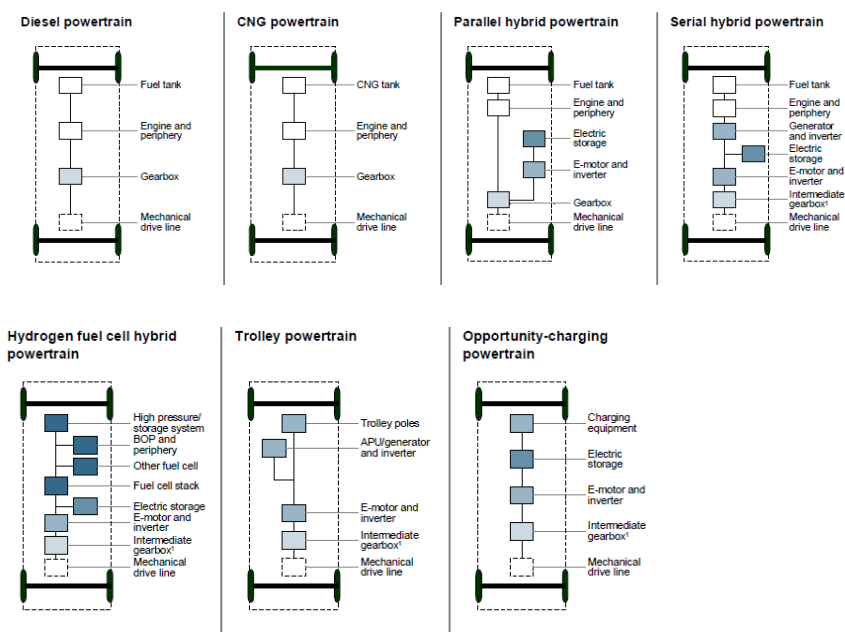 Diesel powertrain
Fuel tank
Engine and
periphery
Gearbox
Mechanical
drive line
CNG powertrain
CNG tank
Engine and
periphery
Gearbox
Mechanical
drive line
Parallel hybrid powertrain
Fuel tank
Engine and
periphery
Electric
storage
E-motor and
inverter
Gearbox
Mechanical
drive line
Serial hybrid powertrain
Fuel tank
Engine and
periphery
Generator
and inverter
Electric
storage
E-motor and
inverter
Intermediate
gearbox¹
Mechanical
drive line
Hydrogen fuel cell hybrid
powertrain
High pressure/
storage system
BOP and
periphery
Other fuel cell
Fuel cell stack
Electric storage
E-motor and
inverter
Intermediate
gearbox¹
Mechanical
drive line
Trolley powertrain
Trolley poles
APU/generator
and inverter
E-motor and
inverter
Intermediate
gearbox¹
Mechanical
drive line
Opportunity-charging
powertrain
Charging
equipment
Electric
storage
E-motor and
inverter
Intermediate
gearbox¹
Mechanical
drive line